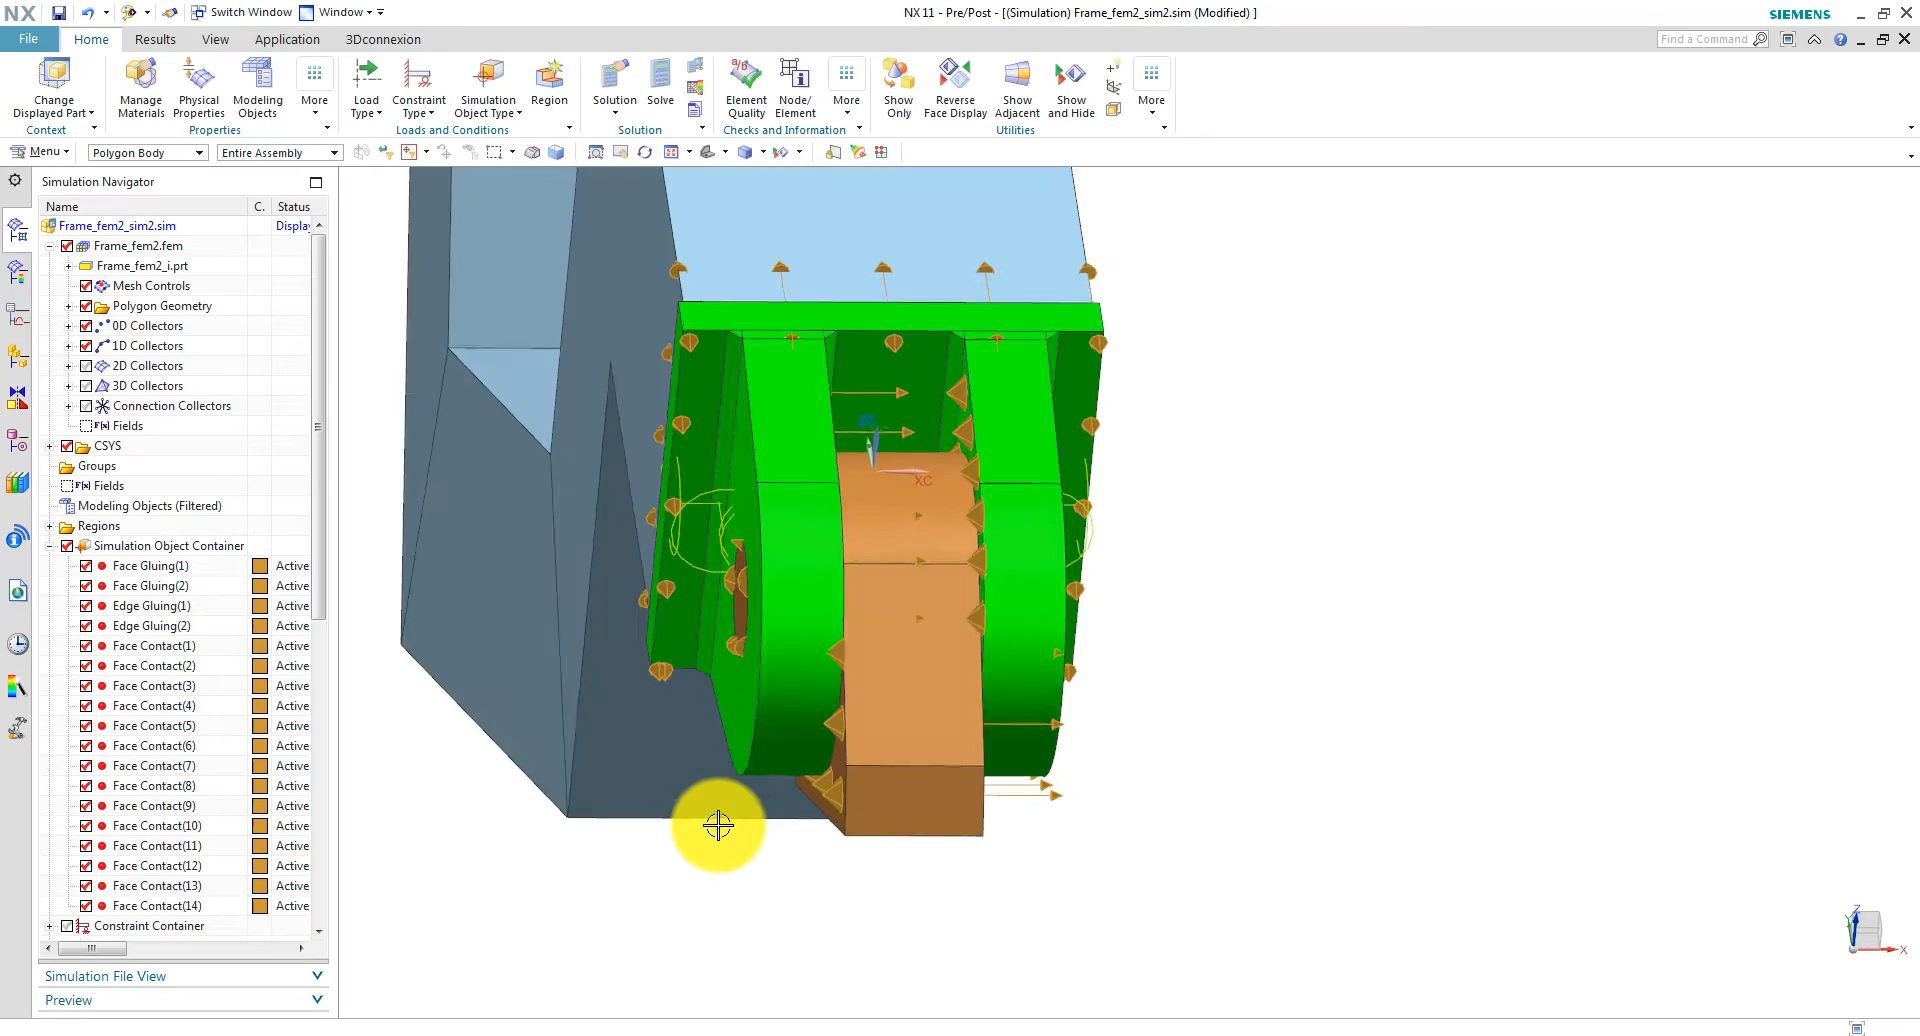 NX
Switch Window
Window
NX 11 - Pre/Post - [(Simulation) Frame_fem2_sim2.sim (Modified) ]
SIEMENS
File
Home
Results
View
Application
3Dconnexion
Find a Command
Change
Displayed Part
Manage
Materials
Physical
Properties
Modeling
Objects
More
Load
Type
Constraint
Type
Simulation
Object Type
Region
Solution
Solve
Element
Quality
Node/
Element
More
Show
Only
Reverse
Face Display
Show
Adjacent
Show
and Hide
More
Context
Properties
Loads and Conditions
Solution
Checks and Information
Utilities
Menu
Polygon Body
Entire Assembly
Simulation Navigator
Name
C.
Status
Frame_fem2_sim2.sim
Display
Frame_fem2.fem
Frame_fem2_i.prt
Mesh Controls
Polygon Geometry
0D Collectors
1D Collectors
2D Collectors
3D Collectors
Connection Collectors
Fields
CSYS
Groups
Fields
Modeling Objects (Filtered)
Regions
Simulation Object Container
Face Gluing(1) Active
Face Gluing(2) Active
Edge Gluing(1) Active
Edge Gluing(2) Active
Face Contact(1) Active
Face Contact(2) Active
Face Contact(3) Active
Face Contact(4) Active
Face Contact(5) Active
Face Contact(6) Active
Face Contact(7) Active
Face Contact(8) Active
Face Contact(9) Active
Face Contact(10) Active
Face Contact(11) Active
Face Contact(12) Active
Face Contact(13) Active
Face Contact(14) Active
Constraint Container
Simulation File View
Preview
ZC
XC
Z
X